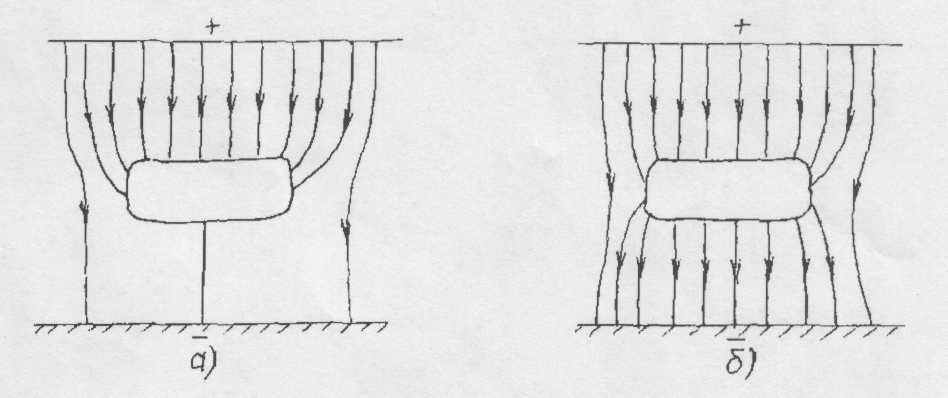 + +
а) б)